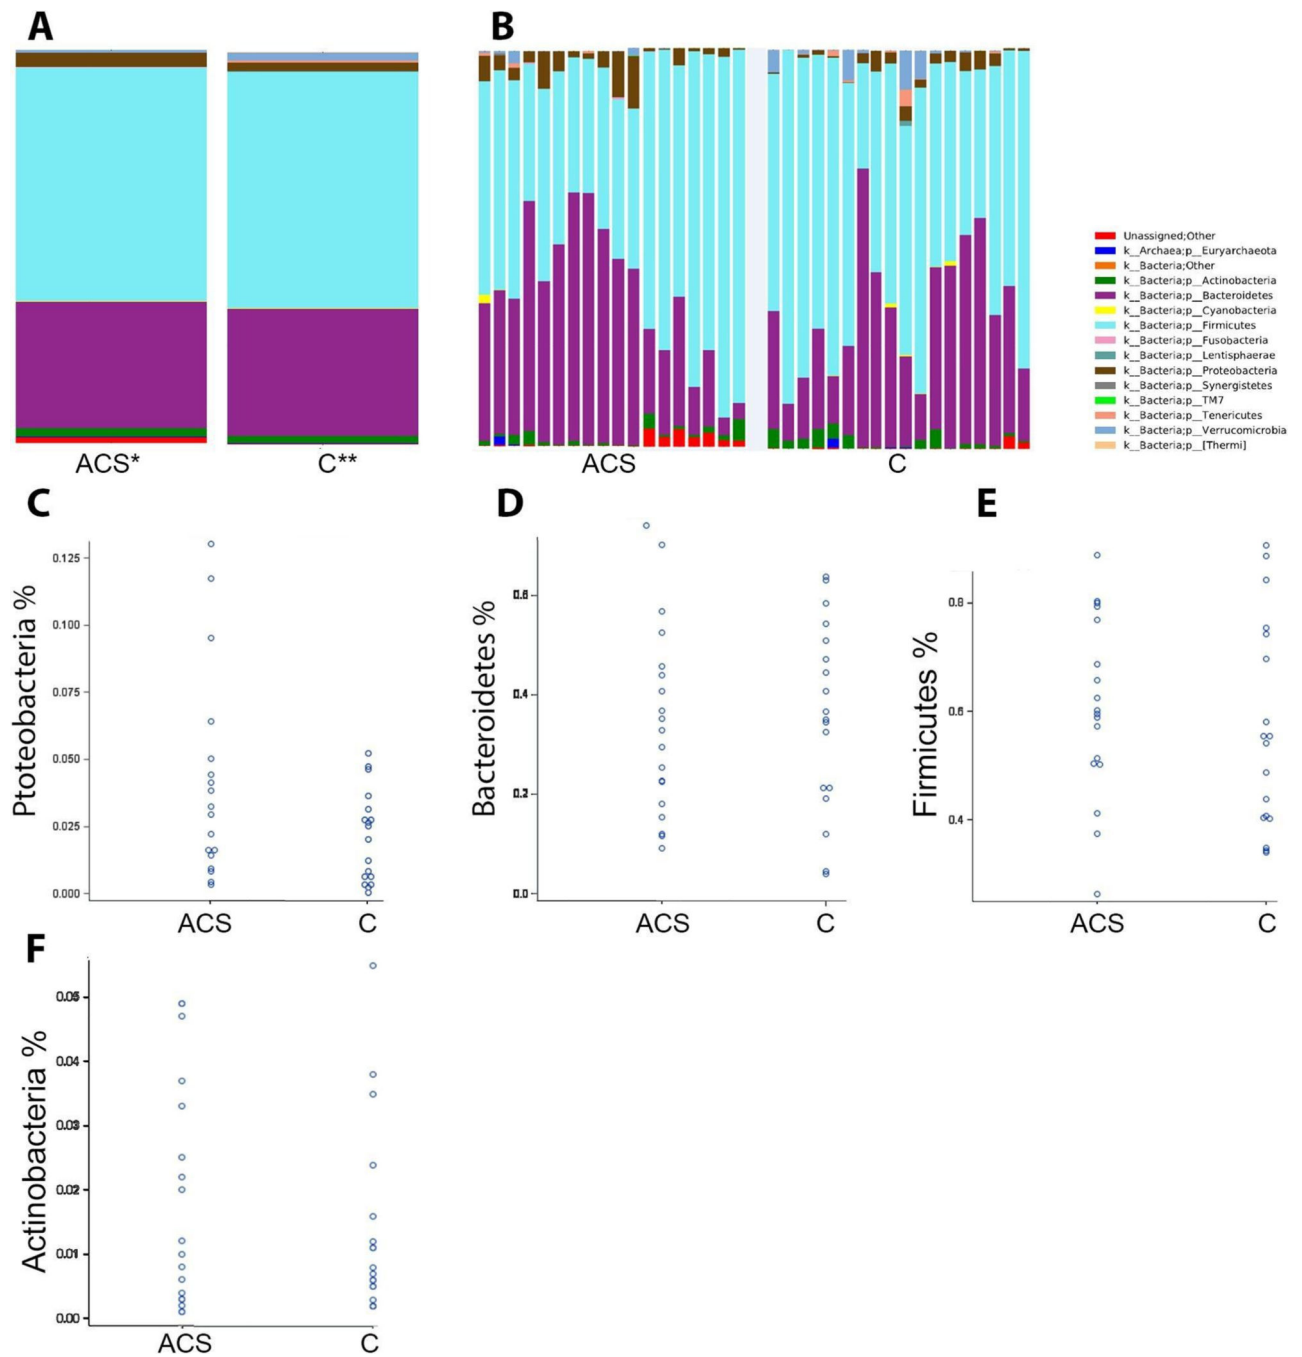 A
B
ACS*
C**
ACS
C
Unassigned;Other
k__Archaea;p__Euryarchaeota
k__Bacteria;Other
k__Bacteria;p__Actinobacteria
k__Bacteria;p__Bacteroidetes
k__Bacteria;p__Cyanobacteria
k__Bacteria;p__Firmicutes
k__Bacteria;p__Fusobacteria
k__Bacteria;p__Lentisphaerae
k__Bacteria;p__Proteobacteria
k__Bacteria;p__Synergistetes
k__Bacteria;p__TM7
k__Bacteria;p__Tenericutes
k__Bacteria;p__Verrucomicrobia
k__Bacteria;p__[Thermi]
C
Ptoteobacteria %
0.125
0.100
0.075
0.050
0.025
0.000
ACS
C
D
Bacteroidetes %
0.6
0.4
0.2
0.0
ACS
C
E
Firmicutes %
0.8
0.6
0.4
ACS
C
F
Actinobacteria %
0.05
0.04
0.03
0.02
0.01
0.00
ACS
C